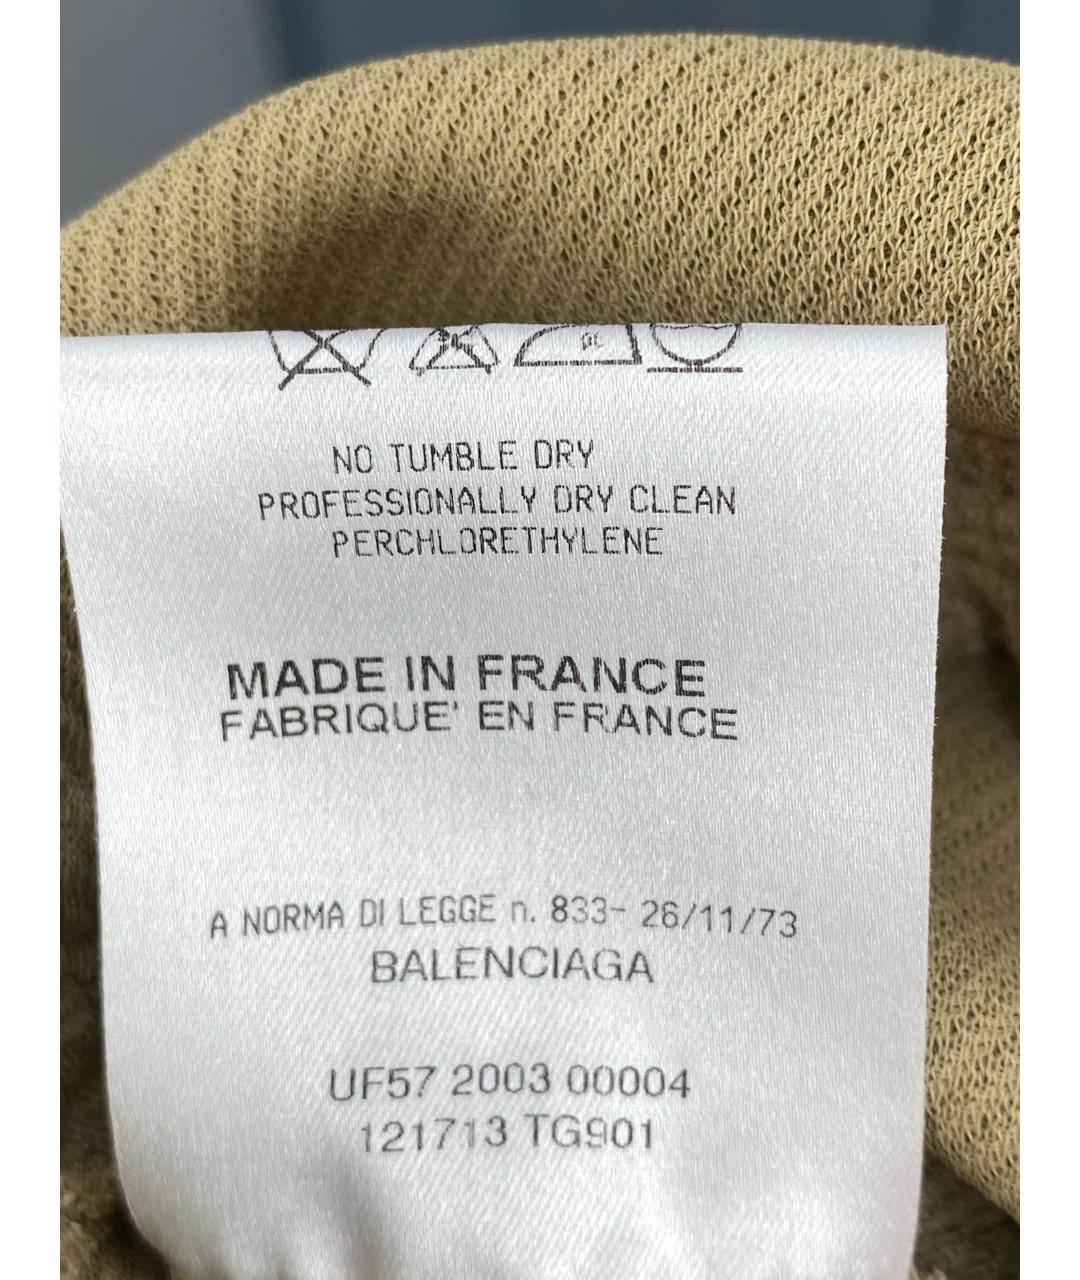 NO TUMBLE DRY
PROFESSIONALLY DRY CLEAN
PERCHLORETHYLENE
MADE IN FRANCE
FABRIQUE' EN FRANCE
A NORMA DI LEGGE n. 833- 26/11/73
BALENCIAGA
UF57 2003 00004
121713 TG901